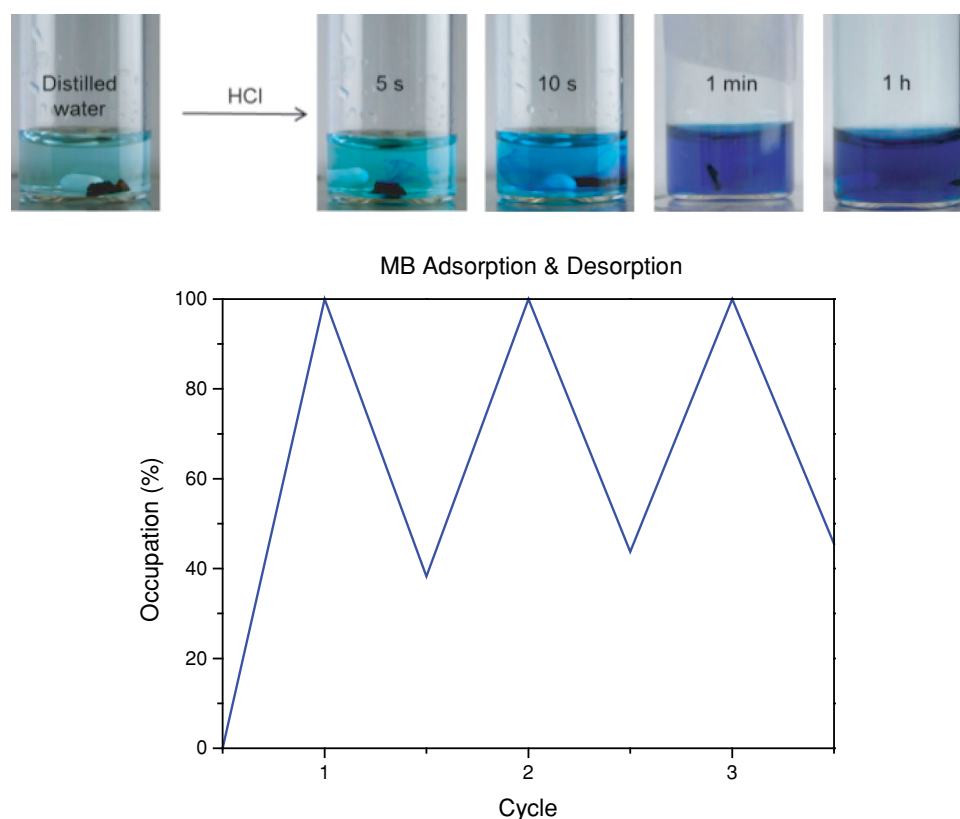 Distilled
water
HCl
5 s
10 s
1 min
1 h
MB Adsorption & Desorption
100
80
60
40
20
0
Occupation (%)
1
2
3
Cycle